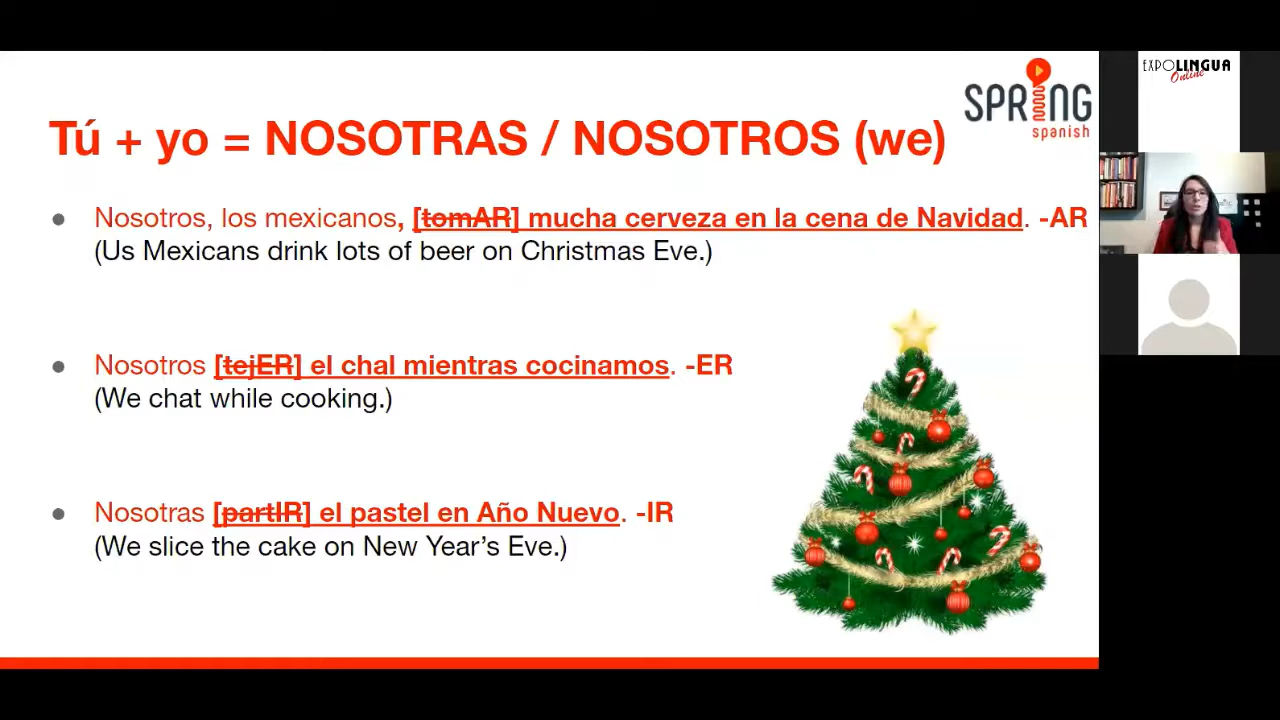 SPRING
spanish
EXPOLINGUA
Online
Tú + yo = NOSOTRAS / NOSOTROS (we)
Nosotros, los mexicanos, [tomAR] mucha cerveza en la cena de Navidad. -AR
(Us Mexicans drink lots of beer on Christmas Eve.)
Nosotros [tejER] el chal mientras cocinamos. -ER
(We chat while cooking.)
Nosotras [partIR] el pastel en Año Nuevo. -IR
(We slice the cake on New Year’s Eve.)